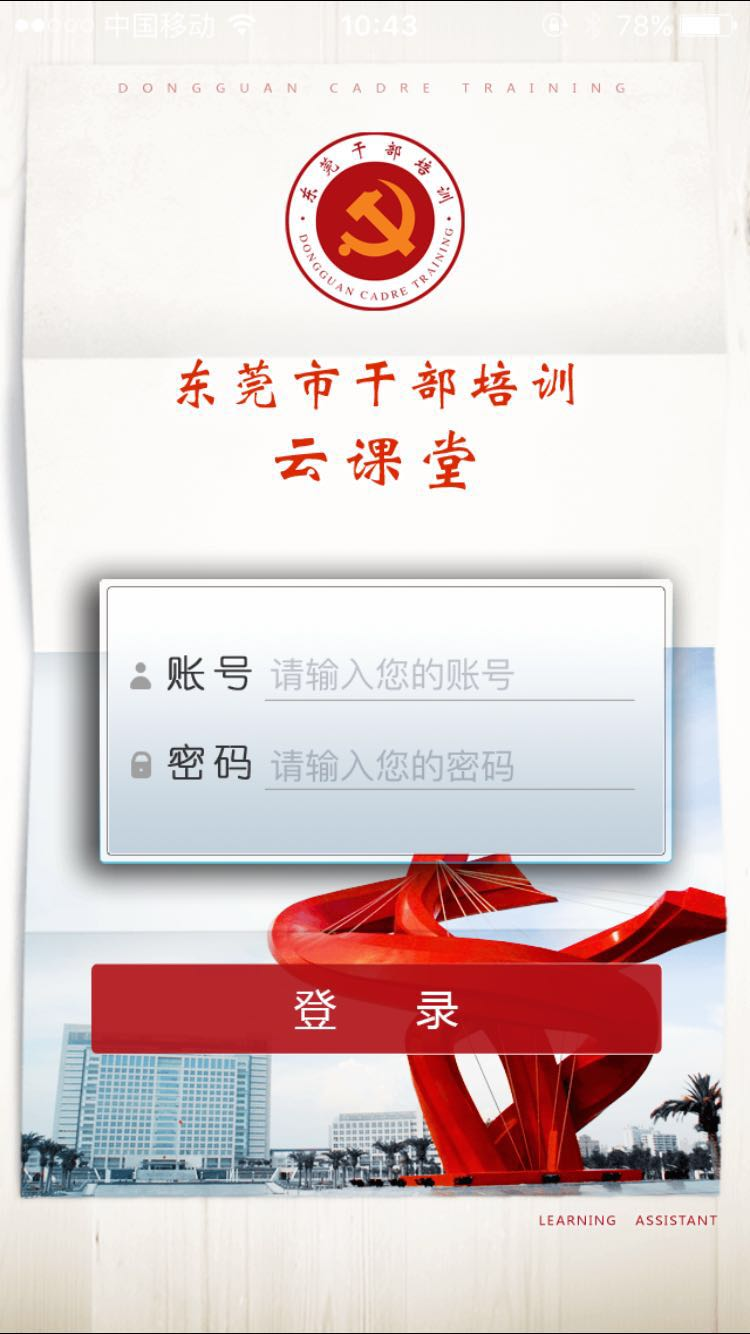 中国移动 10:43 78%
DONGGUAN CADRE TRAINING
东莞干部培训
DONGGUAN CADRE TRAINING
东莞市干部培训
云课堂
账号 请输入您的账号
密码 请输入您的密码
登录
LEARNING ASSISTANT